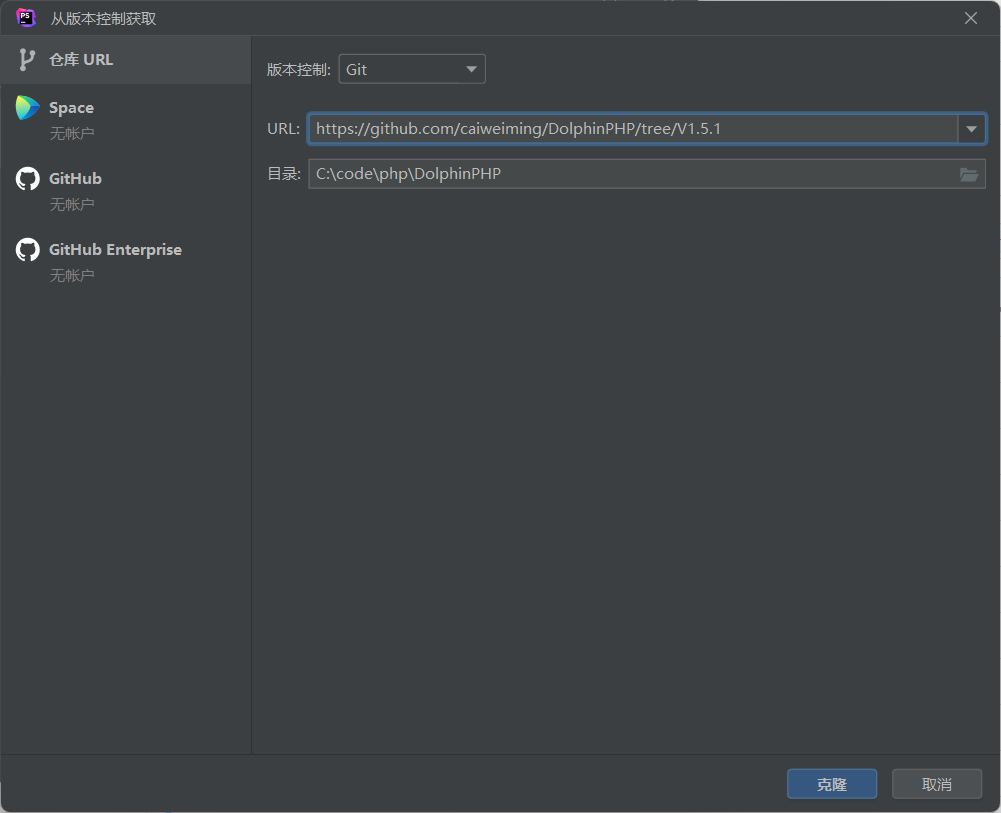 PS
从版本控制获取
仓库 URL
Space
无帐户
GitHub
无帐户
GitHub Enterprise
无帐户
版本控制: Git
URL: https://github.com/caiweiming/DolphinPHP/tree/V1.5.1
目录: C:\code\php\DolphinPHP
克隆 取消